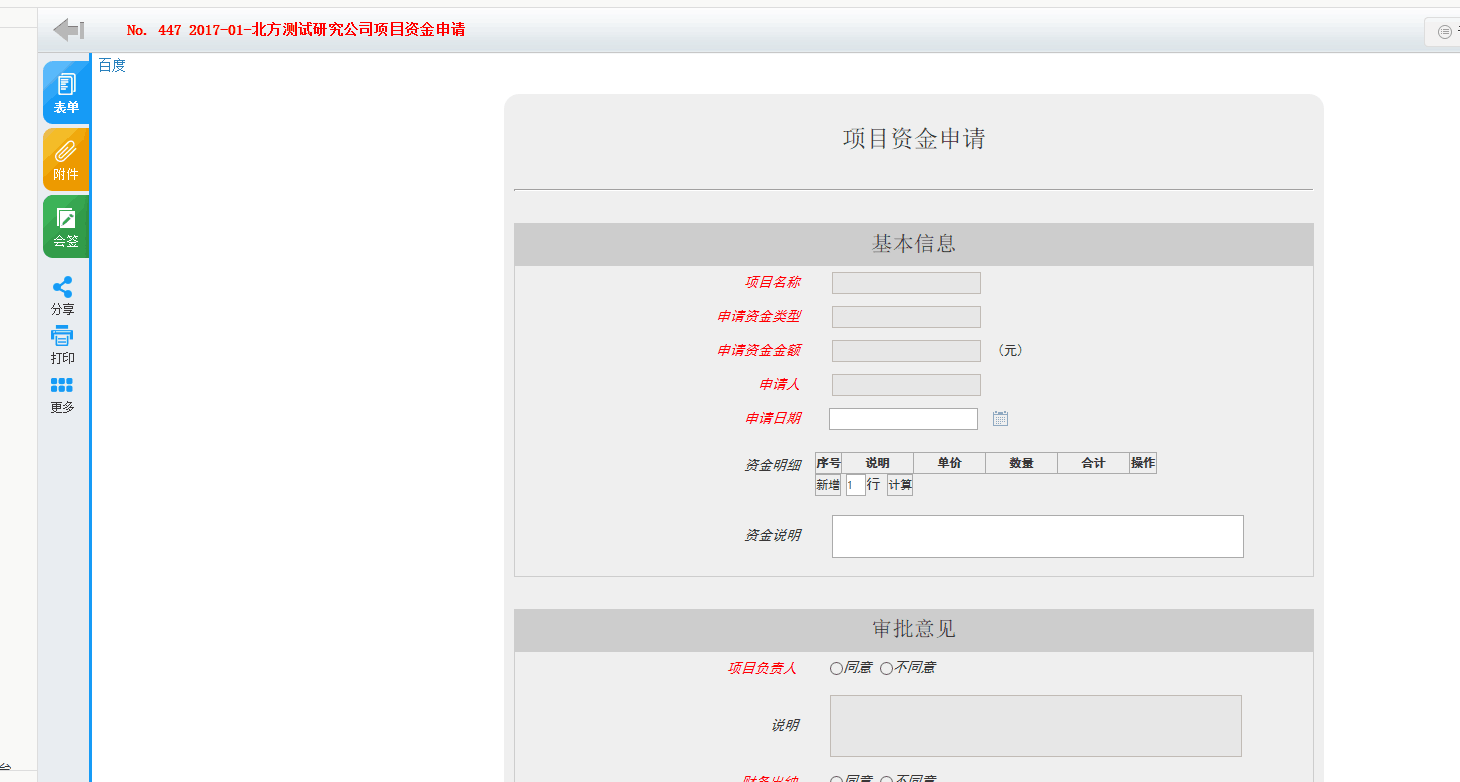 No. 447 2017-01-北方测试研究公司项目资金申请
百度
表单
附件
会签
分享
打印
更多
项目资金申请
基本信息
项目名称
申请资金类型
申请资金金额 （元）
申请人
申请日期
资金明细 序号 说明 单价 数量 合计 操作
新增 1 行 计算
资金说明
审批意见
项目负责人 同意 不同意
说明
财务出纳 同意 不同意